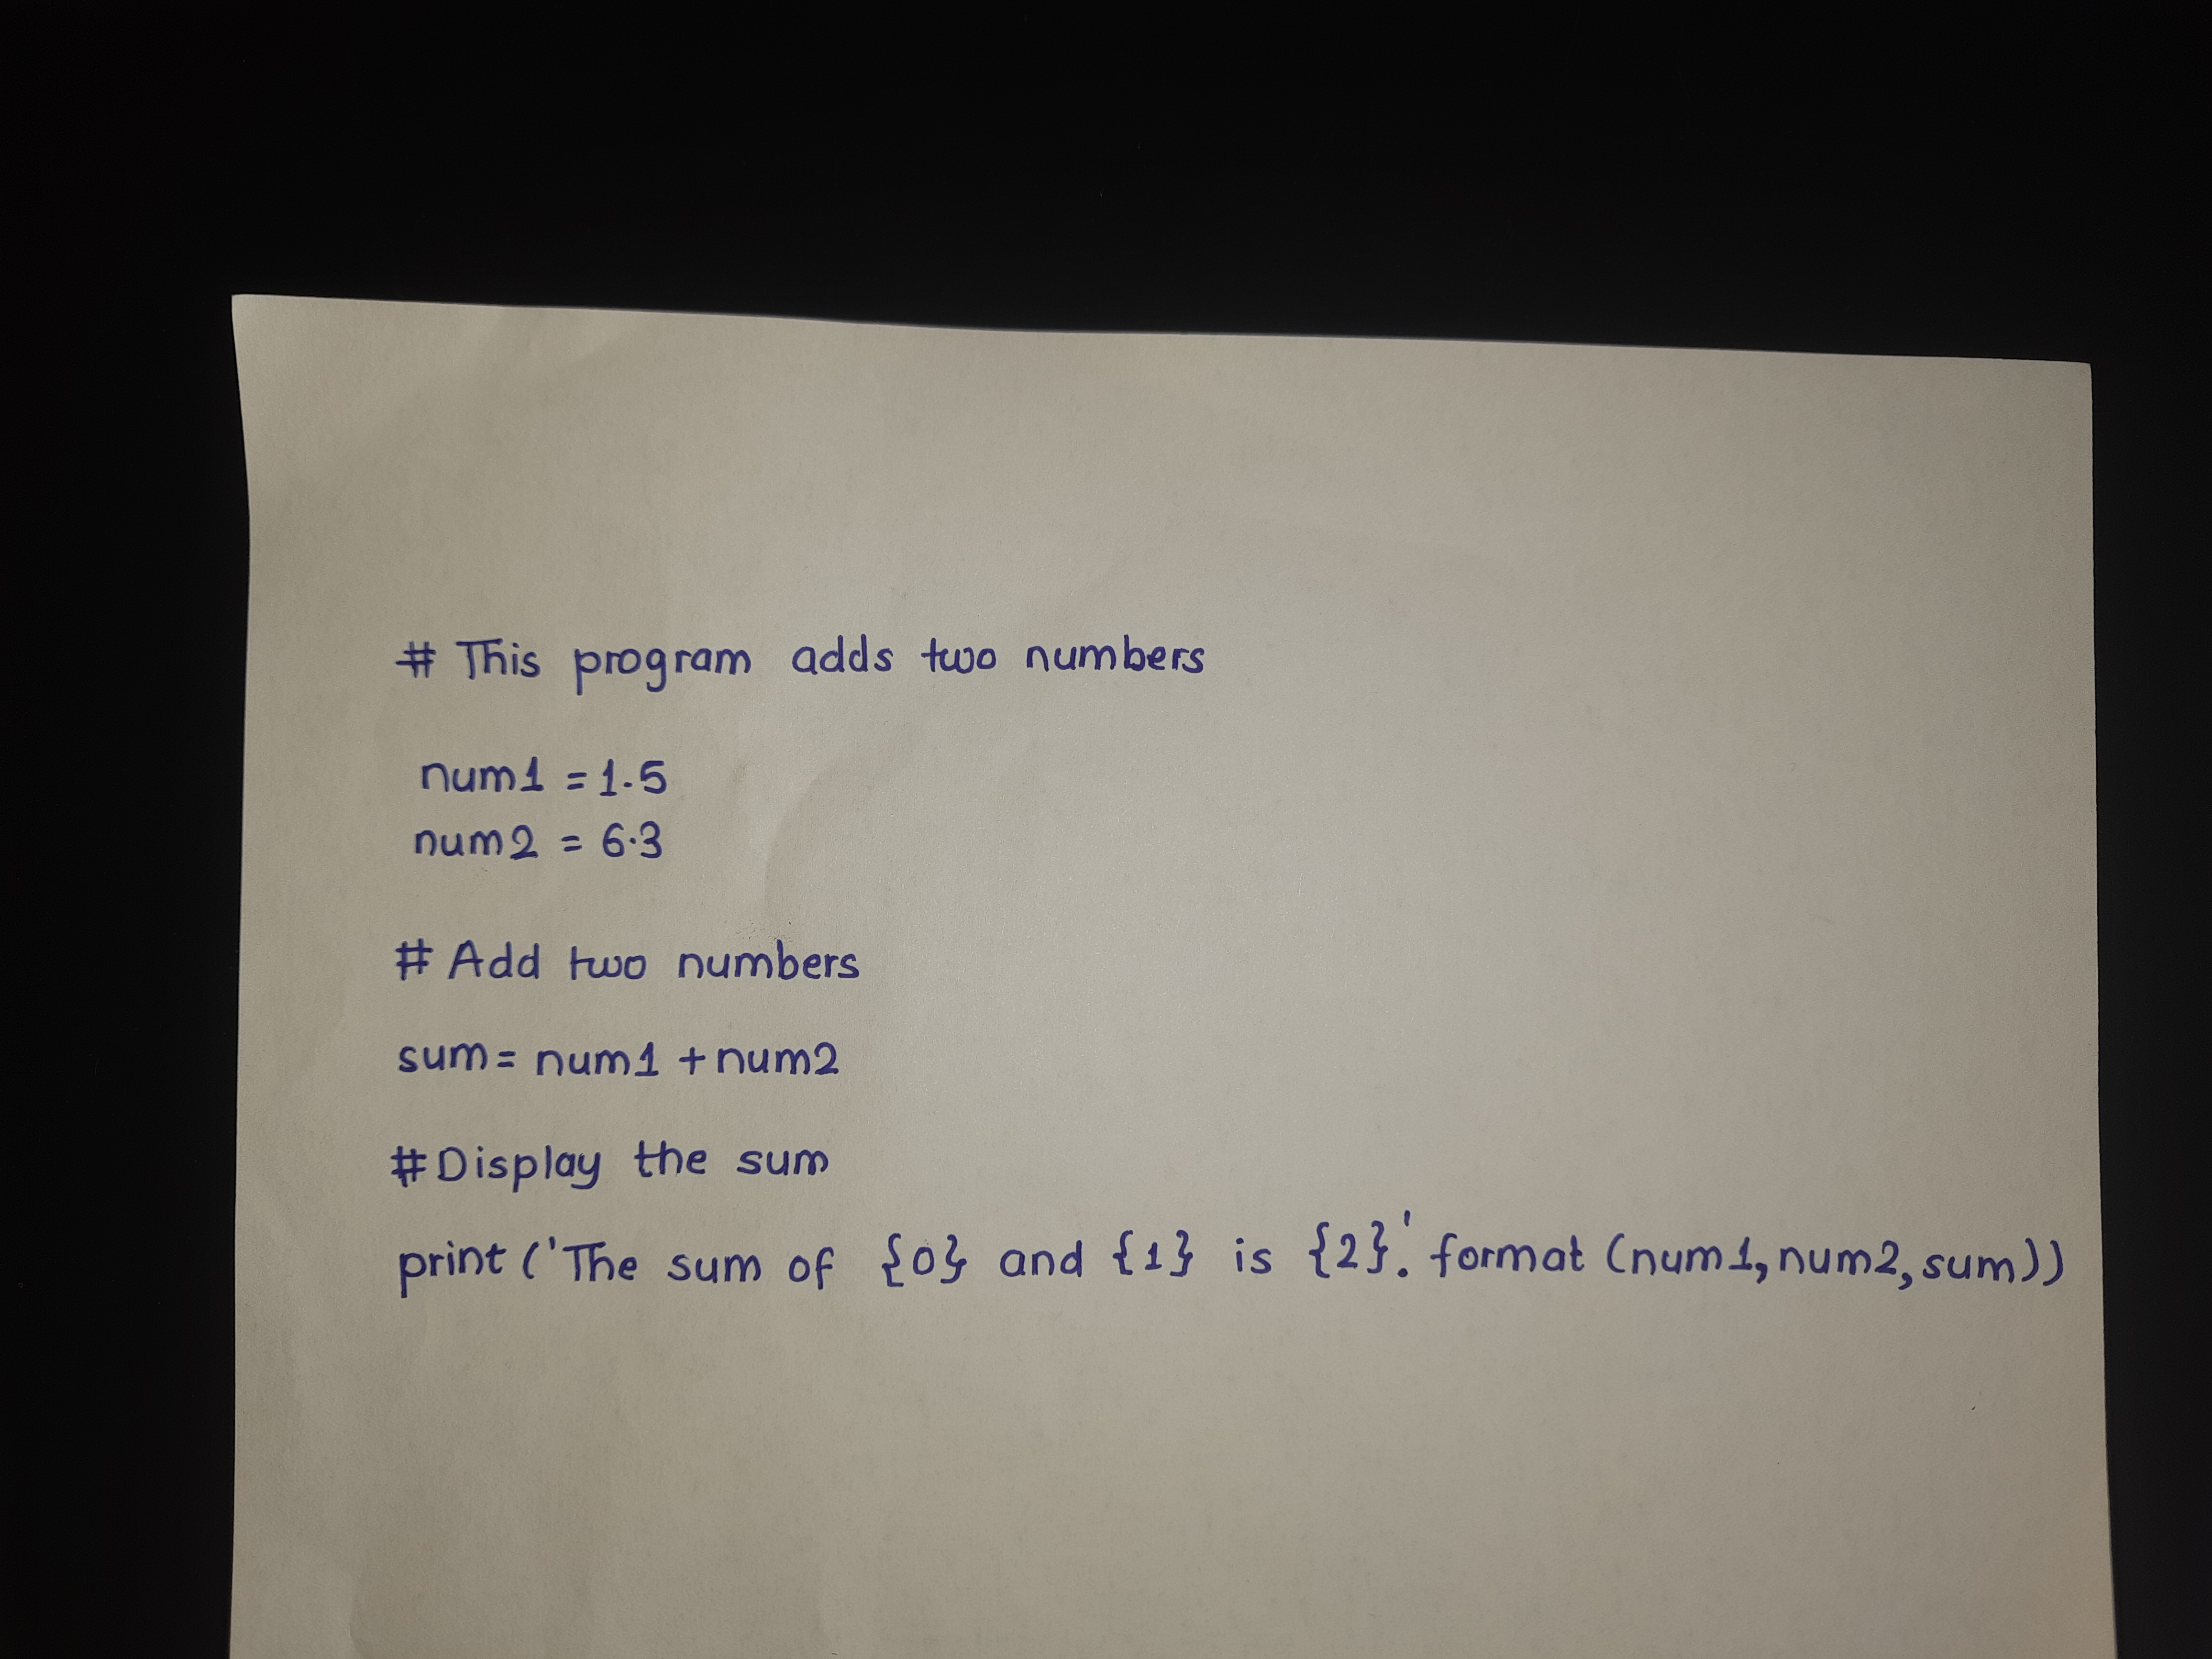 # This program adds two numbers
num1 = 1.5
num2 = 6.3
# Add two numbers
sum = num1 + num2
#Display the sum
print ('The sum of {0} and {1} is {2}'. format (num1, num2, sum))